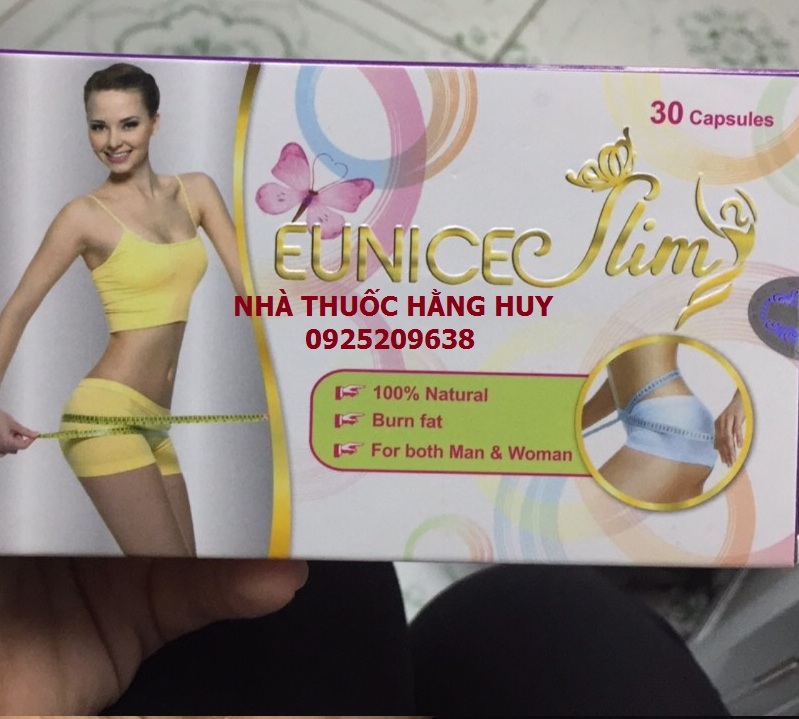 30 Capsules
EUNICE Slim
NHÀ THUỐC HẰNG HUY
0925209638
100% Natural
Burn fat
For both Man & Woman